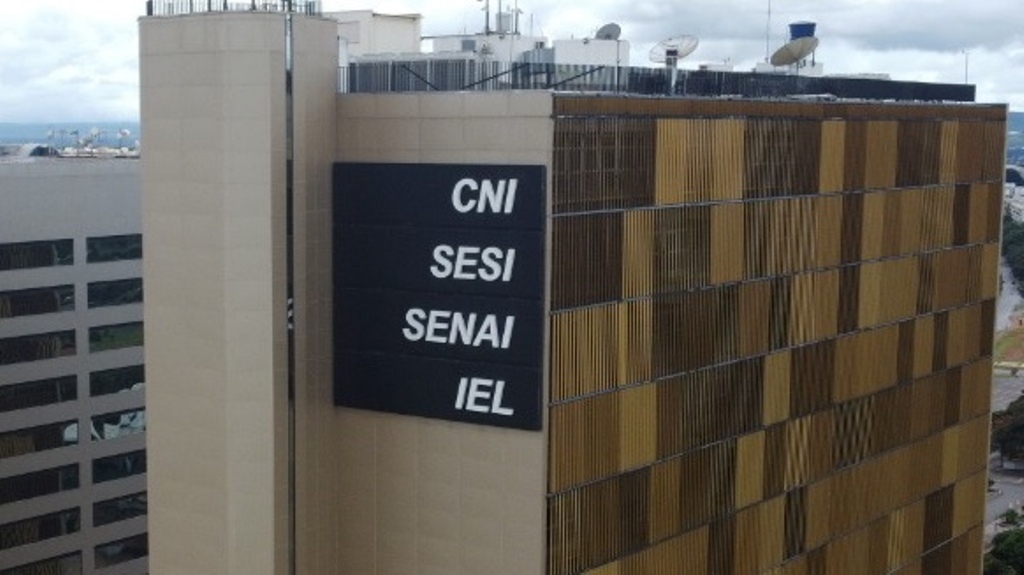 CNI
SESI
SENAI
IEL